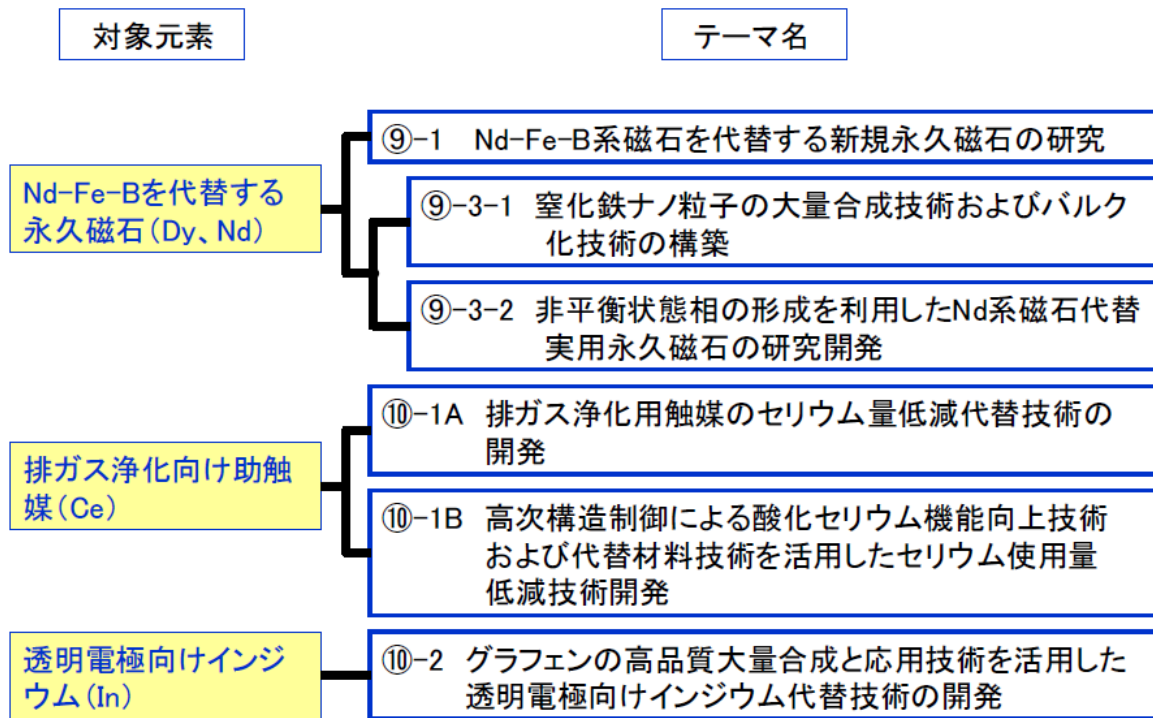 対象元素
テーマ名
Nd-Fe-Bを代替する
永久磁石(Dy、Nd)
⑨-1 Nd-Fe-B系磁石を代替する新規永久磁石の研究
⑨-3-1 窒化鉄ナノ粒子の大量合成技術およびバルク
化技術の構築
⑨-3-2 非平衡状態相の形成を利用したNd系磁石代替
実用永久磁石の研究開発
排ガス浄化向け助触
媒(Ce)
⑩-1A 排ガス浄化用触媒のセリウム量低減代替技術の
開発
⑩-1B 高次構造制御による酸化セリウム機能向上技術
および代替材料技術を活用したセリウム使用量
低減技術開発
透明電極向けインジ
ウム(In)
⑩-2 グラフェンの高品質大量合成と応用技術を活用した
透明電極向けインジウム代替技術の開発